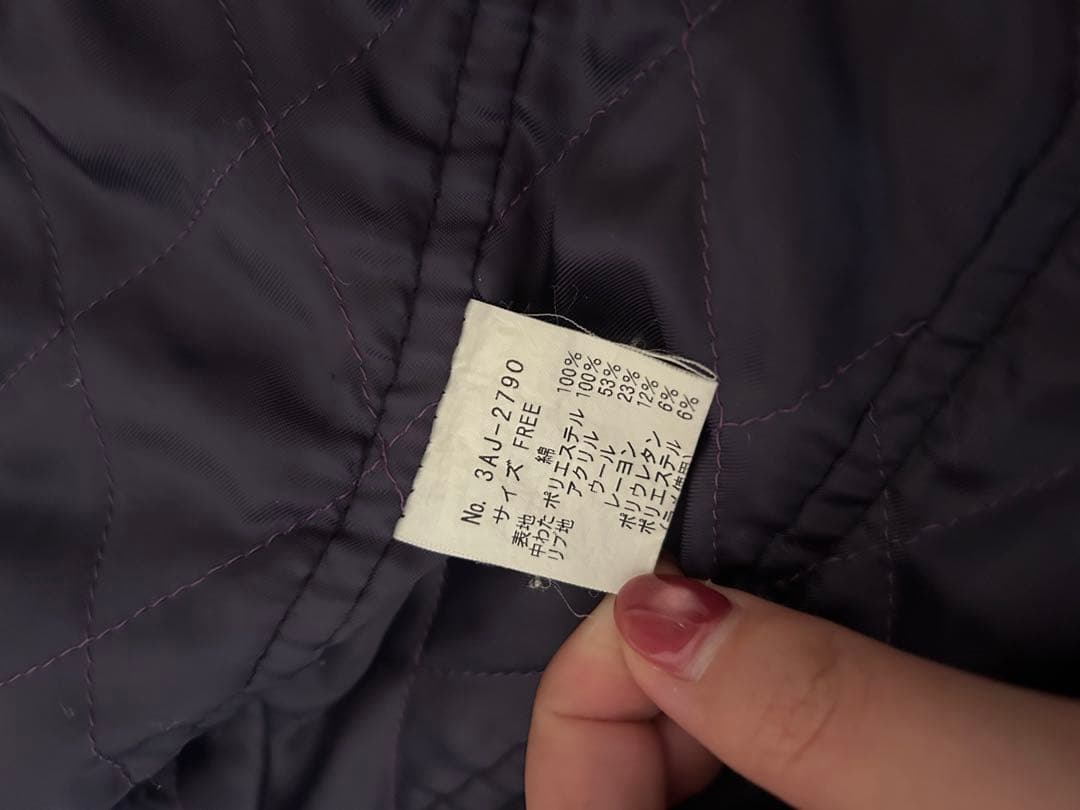 No. 3AJ-2790
サイズ FREE
表地 綿 100%
中わた ポリエステル 100%
リブ地 アクリル 53%
ウール 23%
レーヨン 12%
ポリウレタン 6%
ポリエステル 6%